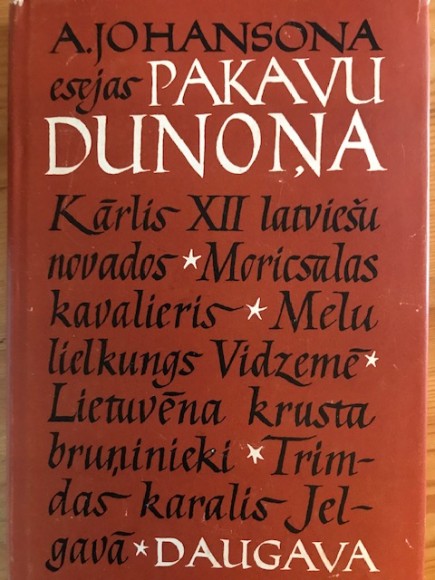 A. JOHANSONA
esejas PAKAVU
DUNOŅA
Kārlis XII latviešu
novados ★ Moricsalas
kavalieris ★ Melu
lielkungs Vidzemē ★
Lietuvēna krusta
bruņinieki ★ Trim-
das karalis Jel-
gavā ★ DAUGAVA